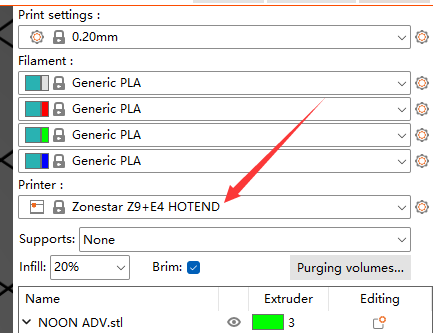 Print settings :
0.20mm
Filament :
Generic PLA
Generic PLA
Generic PLA
Generic PLA
Printer :
Zonestar Z9+E4 HOTEND
Supports: None
Infill: 20% Brim: Purging volumes...
Name Extruder Editing
NOON ADV.stl 3